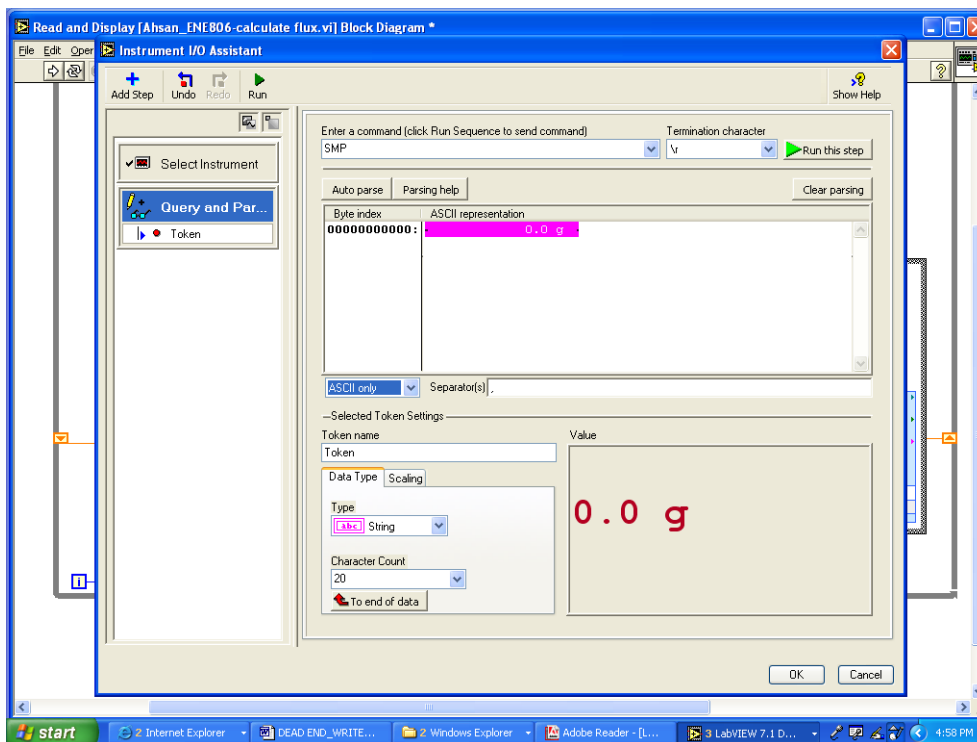 Read and Display [Ahsan_ENE806-calculate flux.vi] Block Diagram *
File Edit Oper
Instrument I/O Assistant
Add Step Undo Redo Run Show Help
Select Instrument
Query and Par...
Token
Enter a command (click Run Sequence to send command) Termination character
SMP \r Run this step
Auto parse Parsing help Clear parsing
Byte index ASCII representation
00000000000: 0.0 g
ASCII only Separator(s) ,
Selected Token Settings
Token name Value
Token
Data Type Scaling
Type
abc String
0.0 g
Character Count
20
To end of data
i
OK Cancel
start 2 Internet Explorer DEAD END_WRITE... 2 Windows Explorer Adobe Reader - [L... 3 LabVIEW 7.1 D... 4:58 PM